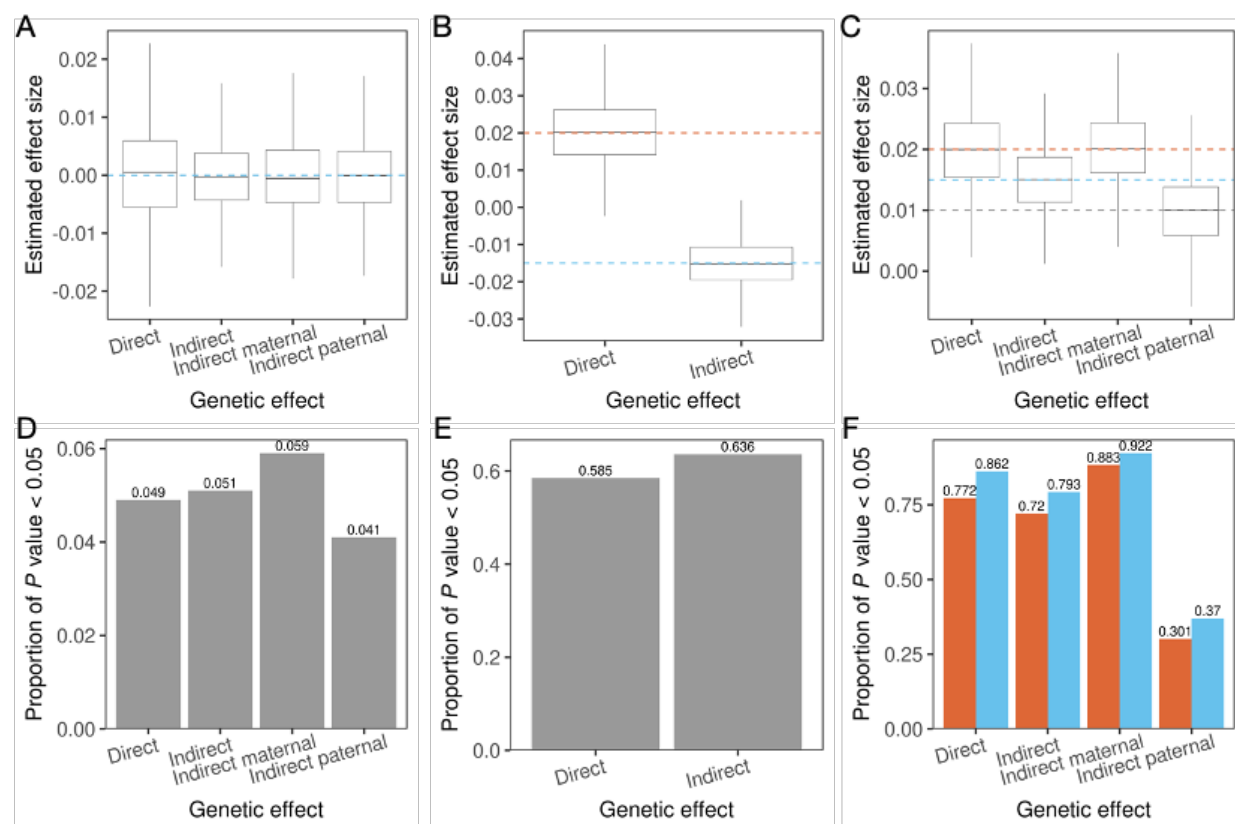 A
Estimated effect size
0.02
0.01
0.00
-0.01
-0.02
Direct
Indirect
Indirect maternal
Indirect paternal
Genetic effect
B
Estimated effect size
0.04
0.03
0.02
0.01
0.00
-0.01
-0.02
-0.03
Direct
Indirect
Genetic effect
C
Estimated effect size
0.03
0.02
0.01
0.00
Direct
Indirect
Indirect maternal
Indirect paternal
Genetic effect
D
Proportion of P value < 0.05
0.06
0.04
0.02
0.00
0.049
0.051
0.059
0.041
Direct
Indirect
Indirect maternal
Indirect paternal
Genetic effect
E
Proportion of P value < 0.05
0.6
0.4
0.2
0.0
0.585
0.636
Direct
Indirect
Genetic effect
F
Proportion of P value < 0.05
0.75
0.50
0.25
0.00
0.772
0.862
0.72
0.793
0.883
0.922
0.301
0.37
Direct
Indirect
Indirect maternal
Indirect paternal
Genetic effect